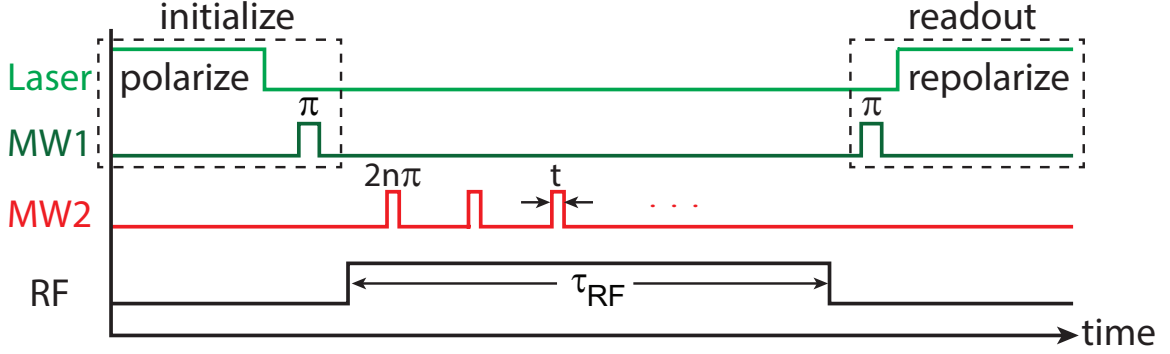 initialize readout
Laser polarize repolarize
π π
MW1
2nπ t
MW2 . . .
RF τRF
time